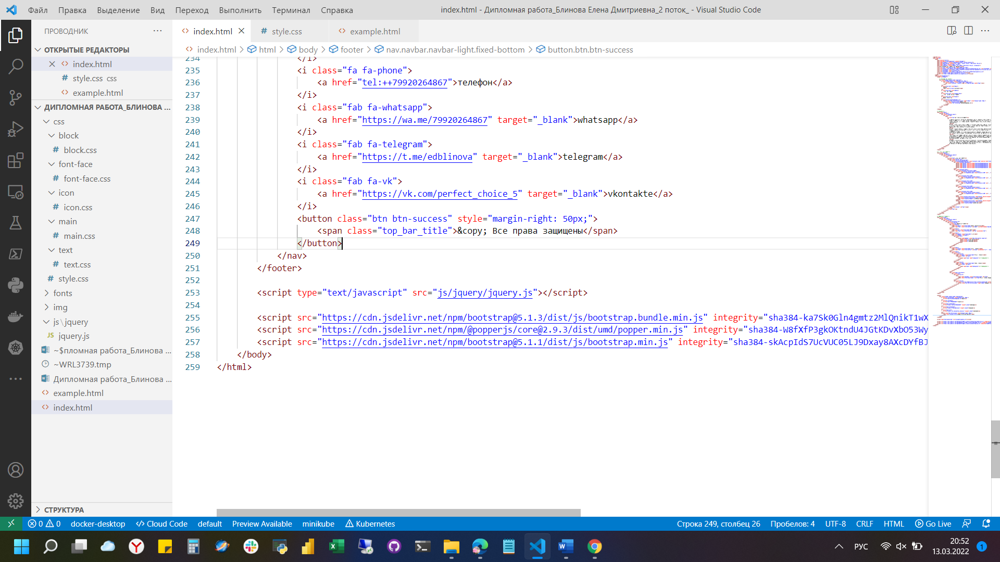 Файл Правка Выделение Вид Переход Выполнить Терминал Справка
index.html - Дипломная работа_Блинова Елена Дмитриевна_2 поток_ - Visual Studio Code
ПРОВОДНИК
index.html
style.css
example.html
ОТКРЫТЫЕ РЕДАКТОРЫ
index.html
style.css css
example.html
ДИПЛОМНАЯ РАБОТА_БЛИНОВА ...
css
block
block.css
font-face
font-face.css
icon
icon.css
main
main.css
text
text.css
style.css
fonts
img
js\jquery
JS jquery.js
~$пломная работа_Блинова ...
~WRL3739.tmp
Дипломная работа_Блинова ...
example.html
index.html
СТРУКТУРА
index.html > html > body > footer > nav.navbar.navbar-light.fixed-bottom > button.btn.btn-success
234 </i>
235 <i class="fa fa-phone">
236 <a href="tel:++79920264867">телефон</a>
237 </i>
238 <i class="fab fa-whatsapp">
239 <a href="https://wa.me/79920264867" target="_blank">whatsapp</a>
240 </i>
241 <i class="fab fa-telegram">
242 <a href="https://t.me/edblinova" target="_blank">telegram</a>
243 </i>
244 <i class="fab fa-vk">
245 <a href="https://vk.com/perfect_choice_5" target="_blank">vkontakte</a>
246 </i>
247 <button class="btn btn-success" style="margin-right: 50px;">
248 <span class="top_bar_title">&copy; Все права защищены</span>
249 </button>
250 </nav>
251 </footer>
252
253 <script type="text/javascript" src="js/jquery/jquery.js"></script>
254
255 <script src="https://cdn.jsdelivr.net/npm/bootstrap@5.1.3/dist/js/bootstrap.bundle.min.js" integrity="sha384-ka7Sk0Gln4gmtz2MlQnikT1wX
256 <script src="https://cdn.jsdelivr.net/npm/@popperjs/core@2.9.3/dist/umd/popper.min.js" integrity="sha384-W8fXfP3gkOKtndU4JGtKDvXbO53Wy
257 <script src="https://cdn.jsdelivr.net/npm/bootstrap@5.1.1/dist/js/bootstrap.min.js" integrity="sha384-skAcpIdS7UcVUC05LJ9Dxay8AXcDYfBJ
258 </body>
259 </html>
0 0 docker-desktop Cloud Code default Preview Available minikube Kubernetes
Строка 249, столбец 26 Пробелов: 4 UTF-8 CRLF HTML Go Live
РУС
20:52
13.03.2022
1